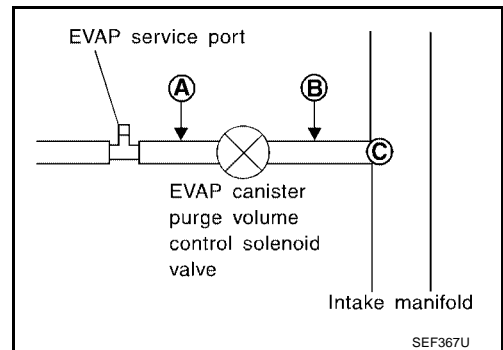 EVAP service port
A
B
C
EVAP canister
purge volume
control solenoid
valve
Intake manifold
SEF367U